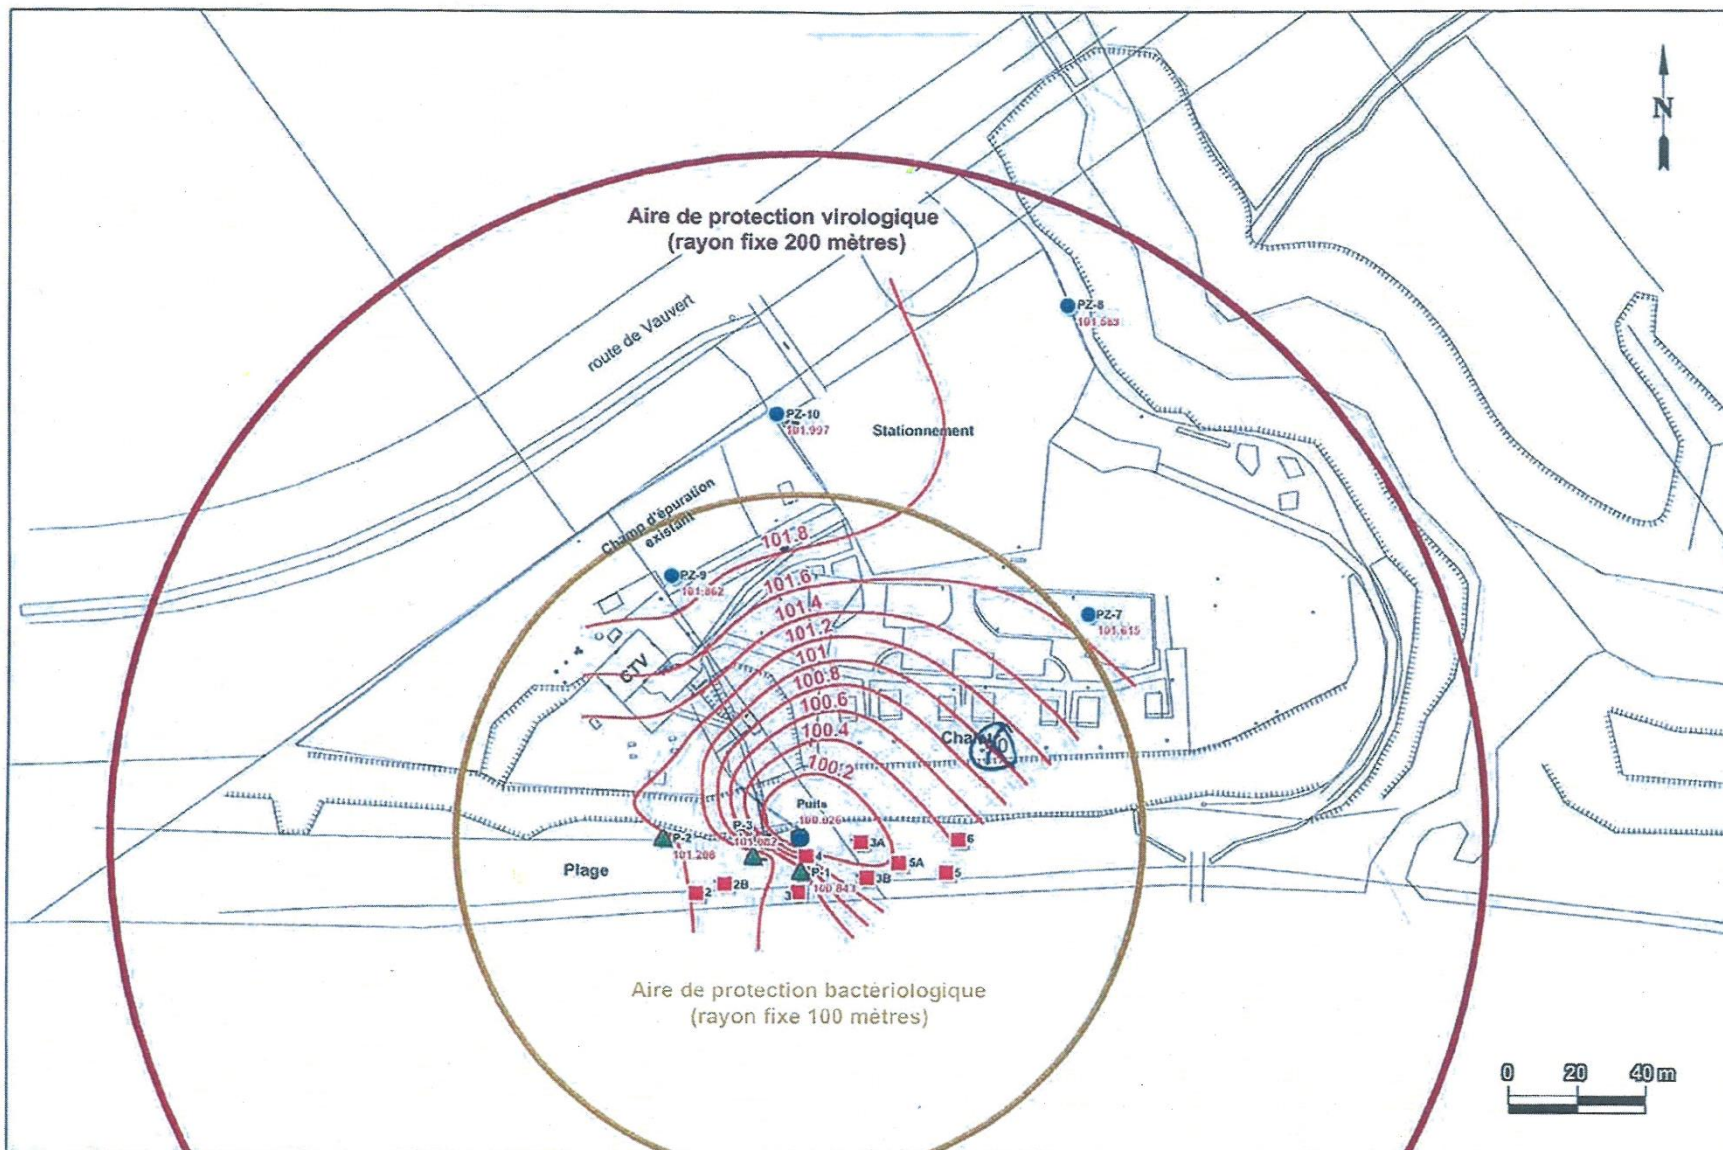 N
Aire de protection virologique
(rayon fixe 200 mètres)
route de Vauvert
PZ-8
PZ-10
101.997
Stationnement
Champ d'épuration
existant
101.8
PZ-9
101.862
101.6
101.4
PZ-7
101.615
101.2
101
CTV
100.8
100.6
100.4
100.2
Puits
100.026
P-3
P-2
101.206
3A
6
4
5A
Plage
P-1
3B
5
2B
2
3
100.843
Aire de protection bactériologique
(rayon fixe 100 mètres)
0 20 40 m